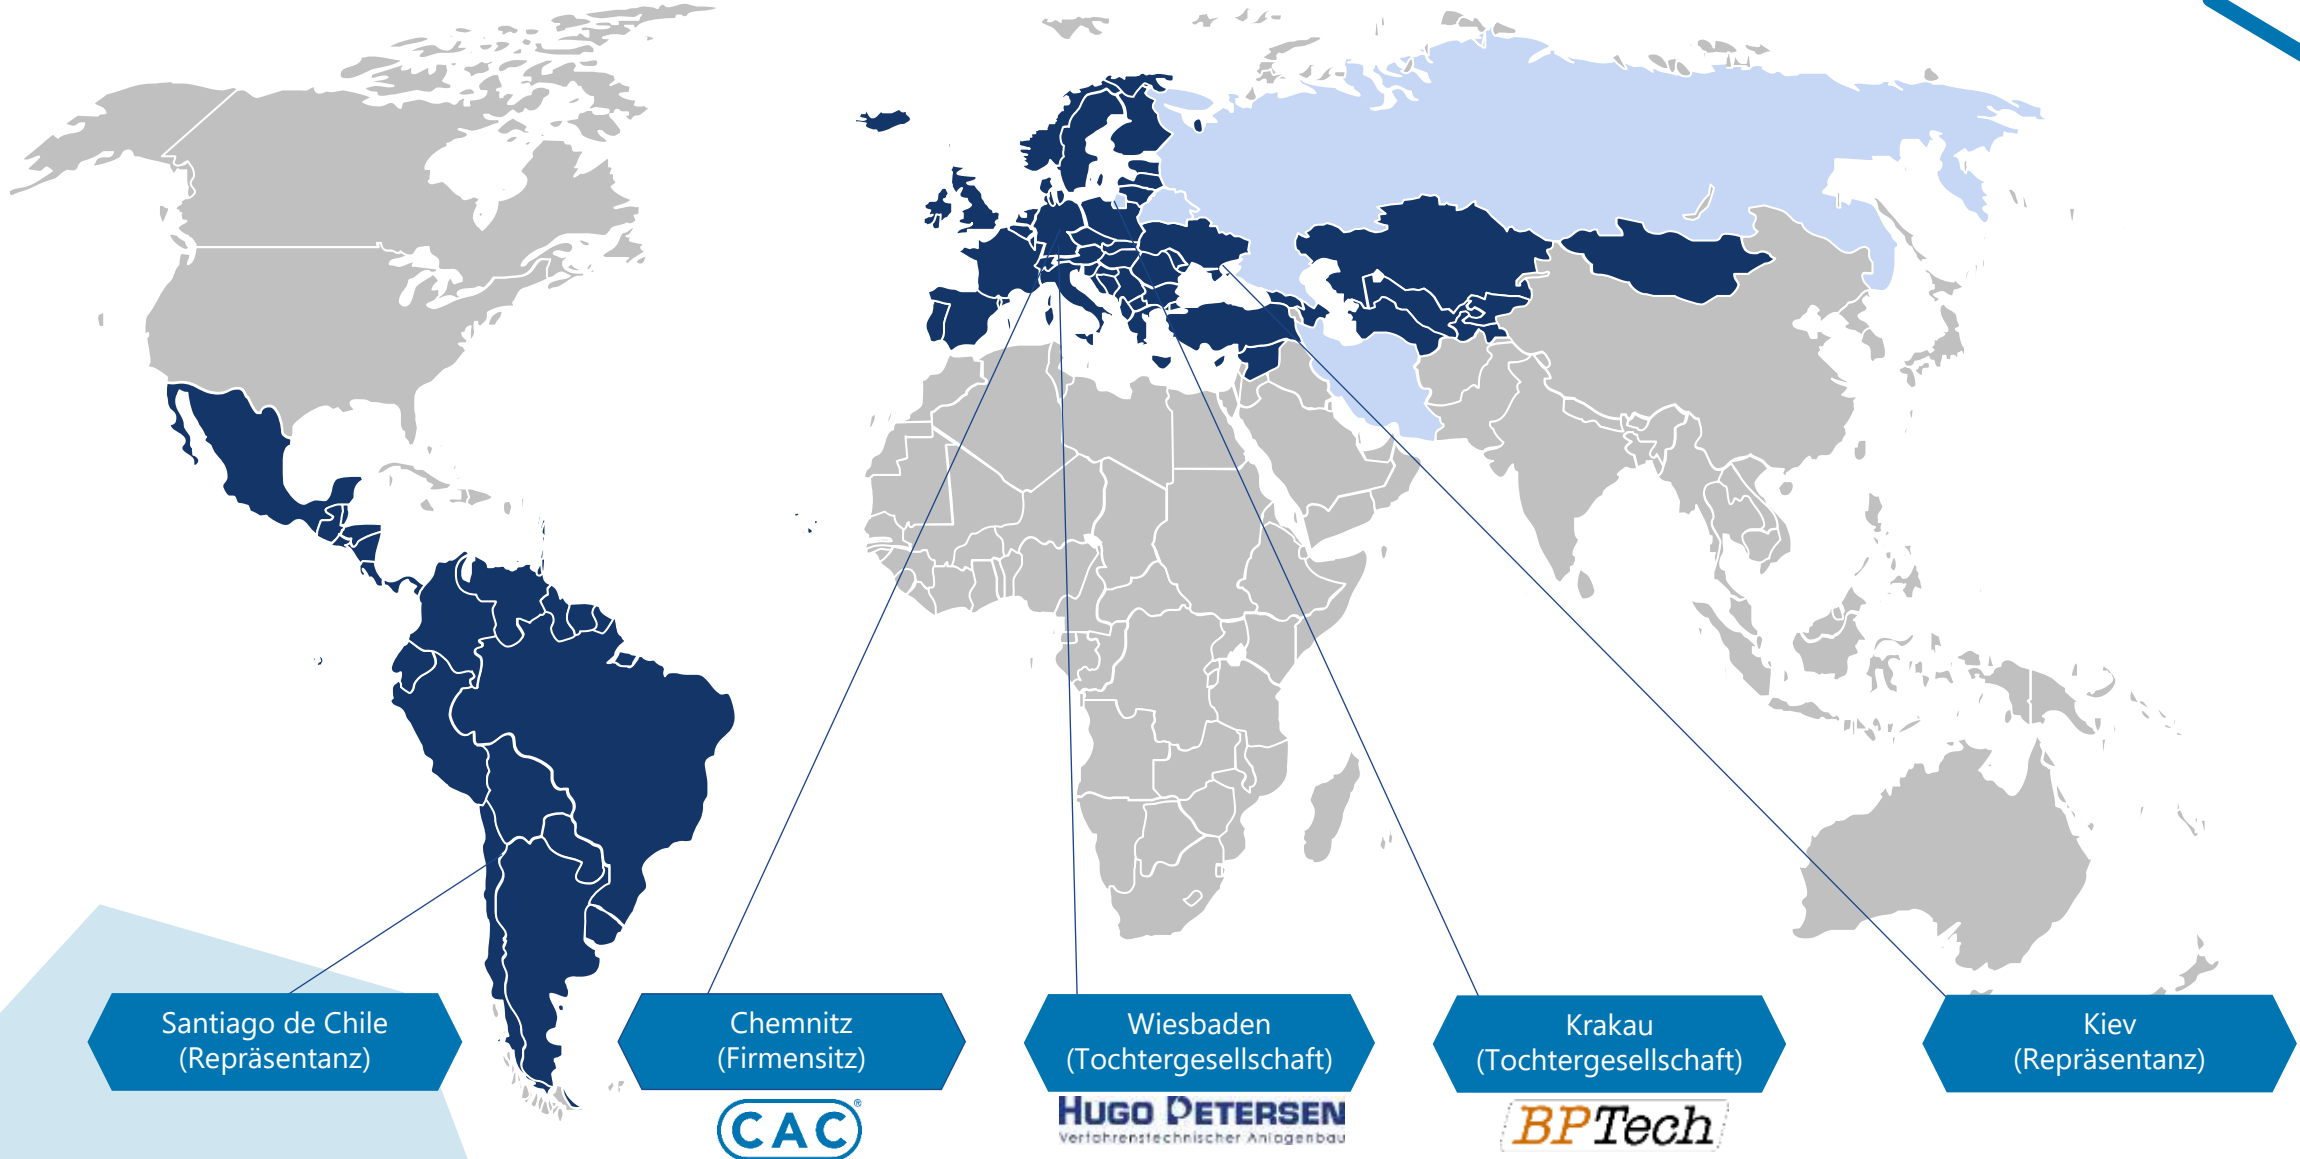 Santiago de Chile
(Repräsentanz)
Chemnitz
(Firmensitz)
CAC®
Wiesbaden
(Tochtergesellschaft)
HUGO PETERSEN
Verfahrenstechnischer Anlagenbau
Krakau
(Tochtergesellschaft)
BPTech
Kiev
(Repräsentanz)